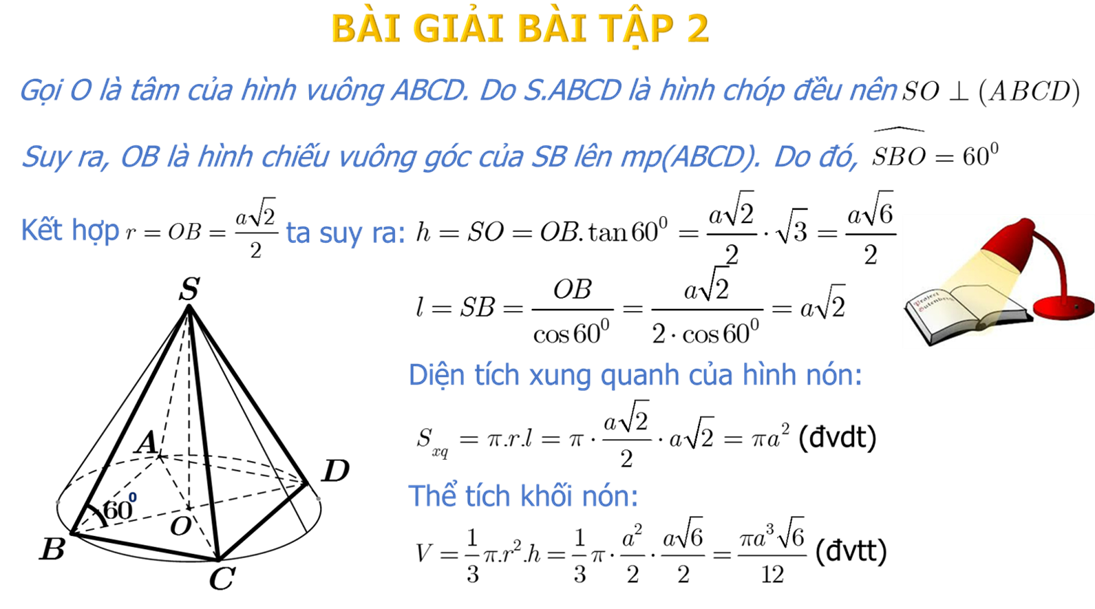 BÀI GIẢI BÀI TẬP 2
Gọi O là tâm của hình vuông ABCD. Do S.ABCD là hình chóp đều nên SO ⊥ (ABCD)
Suy ra, OB là hình chiếu vuông góc của SB lên mp(ABCD). Do đó, $\widehat{SBO} = 60^0$
Kết hợp $r = OB = \frac{a\sqrt{2}}{2}$ ta suy ra: $h = SO = OB.\tan 60^0 = \frac{a\sqrt{2}}{2} \cdot \sqrt{3} = \frac{a\sqrt{6}}{2}$
$l = SB = \frac{OB}{\cos 60^0} = \frac{a\sqrt{2}}{2 \cdot \cos 60^0} = a\sqrt{2}$
Diện tích xung quanh của hình nón:
$S_{xq} = \pi.r.l = \pi \cdot \frac{a\sqrt{2}}{2} \cdot a\sqrt{2} = \pi a^2$ (đvdt)
Thể tích khối nón:
$V = \frac{1}{3}\pi.r^2.h = \frac{1}{3}\pi \cdot \frac{a^2}{2} \cdot \frac{a\sqrt{6}}{2} = \frac{\pi a^3\sqrt{6}}{12}$ (đvtt)
S
A
D
60⁰
O
B
C
Project
Gutenberg